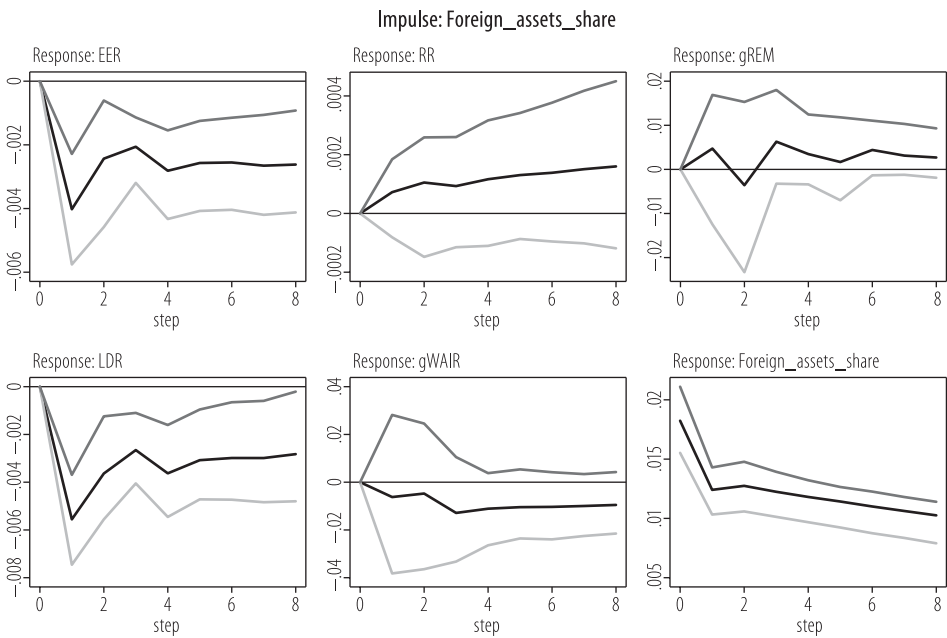 Impulse: Foreign_assets_share
Response: EER
0
–.002
–.004
–.006
0 2 4 6 8
step
Response: RR
.0004
.0002
0
–.0002
0 2 4 6 8
step
Response: gREM
.02
.01
0
–.01
–.02
0 2 4 6 8
step
Response: LDR
0
–.002
–.004
–.006
–.008
0 2 4 6 8
step
Response: gWAIR
.04
.02
0
–.02
–.04
0 2 4 6 8
step
Response: Foreign_assets_share
.02
.015
.01
.005
0 2 4 6 8
step